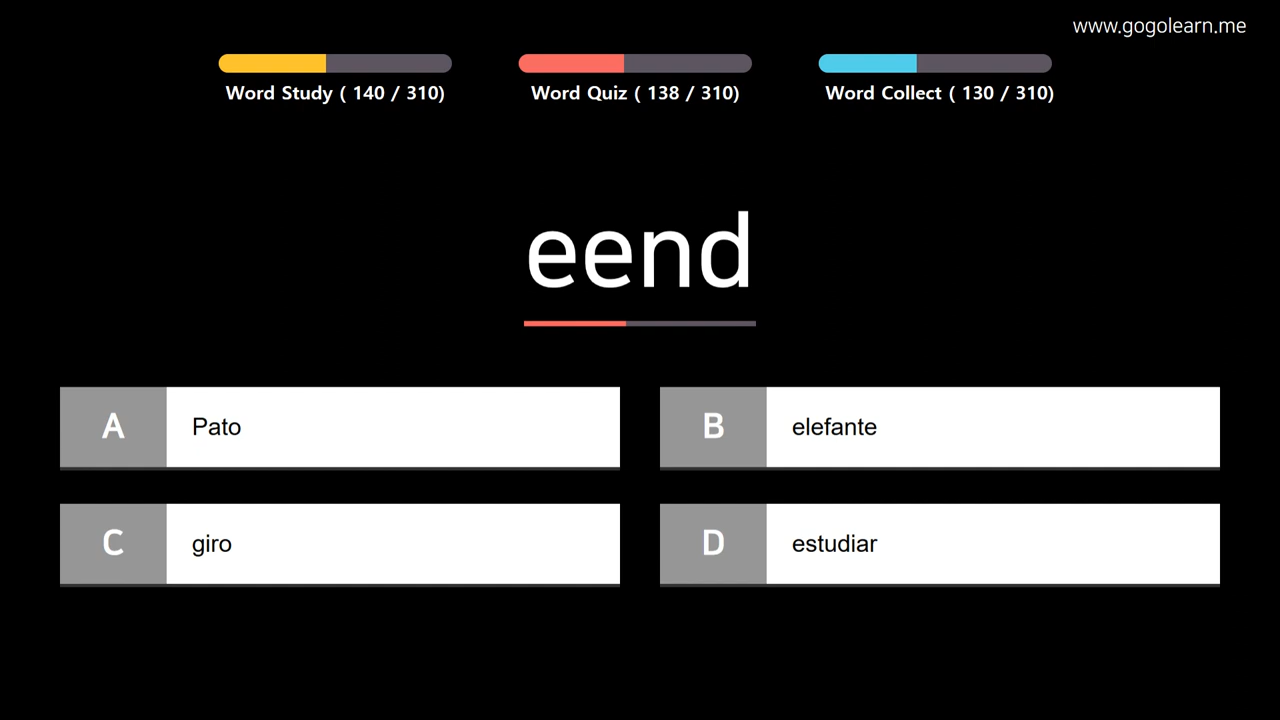 www.gogolearn.me
Word Study ( 140 / 310)
Word Quiz ( 138 / 310)
Word Collect ( 130 / 310)
eend
A Pato
B elefante
C giro
D estudiar